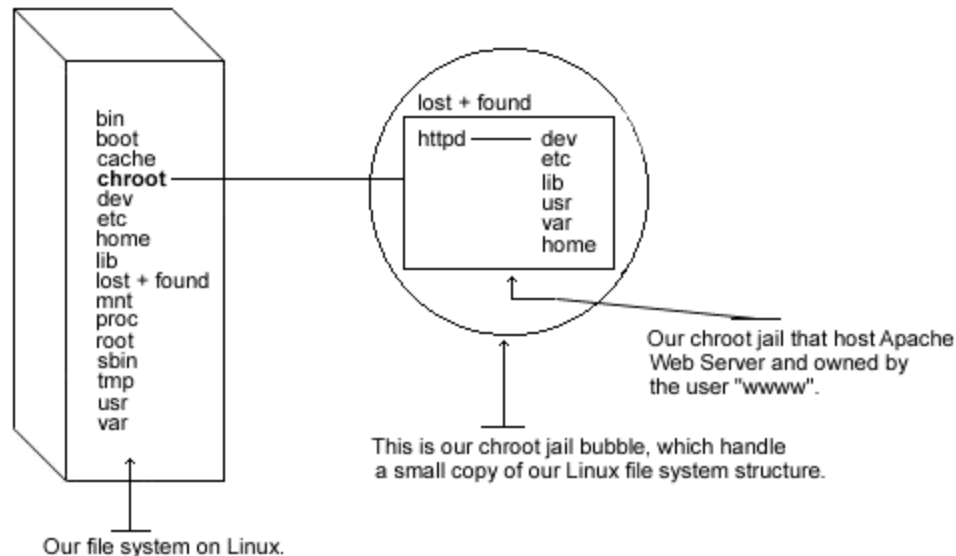 bin
boot
cache
chroot
dev
etc
home
lib
lost + found
mnt
proc
root
sbin
tmp
usr
var
Our file system on Linux.
lost + found
httpd dev
etc
lib
usr
var
home
Our chroot jail that host Apache
Web Server and owned by
the user "wwww".
This is our chroot jail bubble, which handle
a small copy of our Linux file system structure.